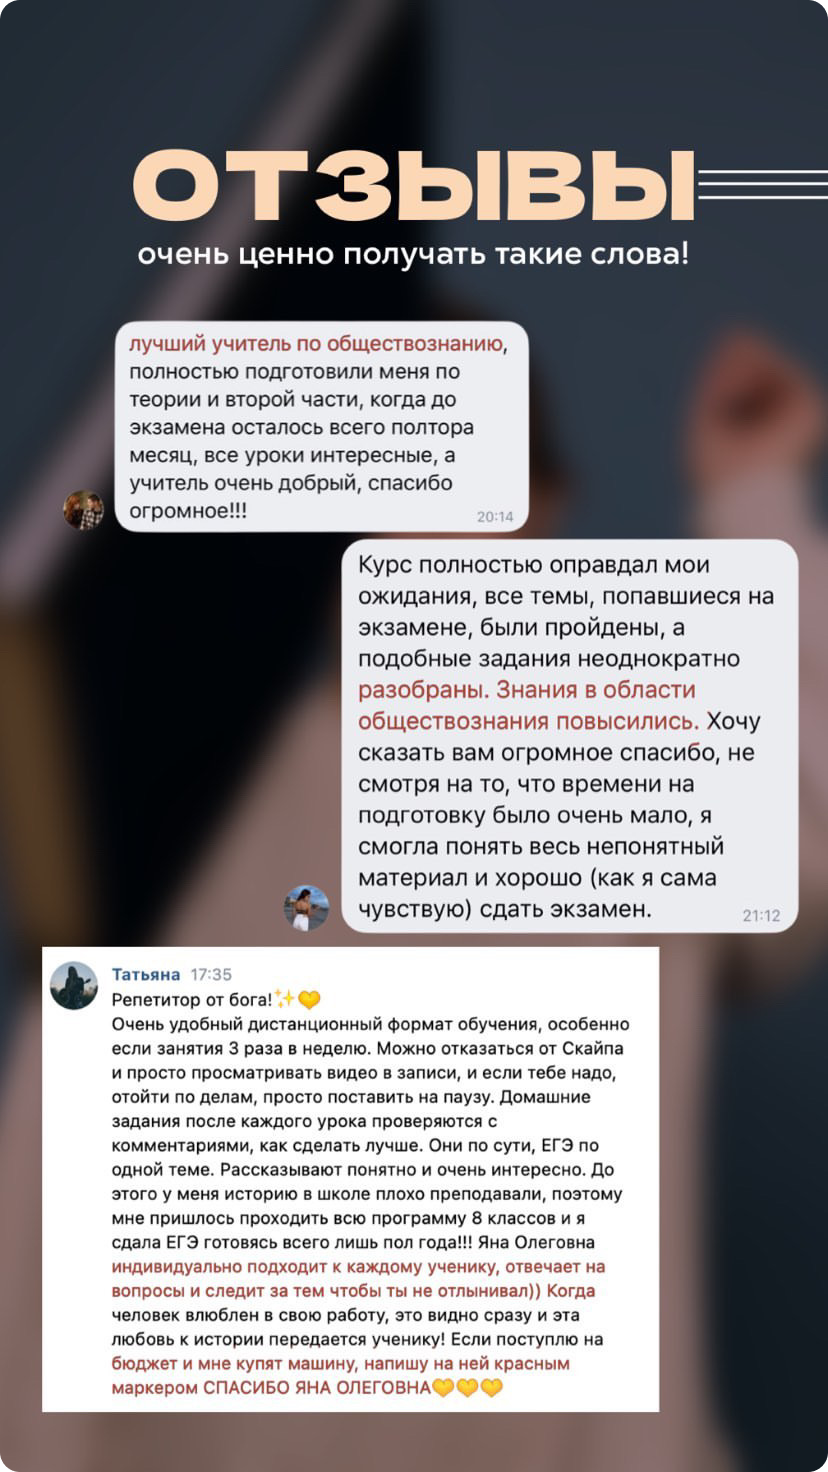 ОТЗЫВЫ
очень ценно получать такие слова!
лучший учитель по обществознанию,
полностью подготовили меня по
теории и второй части, когда до
экзамена осталось всего полтора
месяц, все уроки интересные, а
учитель очень добрый, спасибо
огромное!!!
20:14
Курс полностью оправдал мои
ожидания, все темы, попавшиеся на
экзамене, были пройдены, а
подобные задания неоднократно
разобраны. Знания в области
обществознания повысились. Хочу
сказать вам огромное спасибо, не
смотря на то, что времени на
подготовку было очень мало, я
смогла понять весь непонятный
материал и хорошо (как я сама
чувствую) сдать экзамен.
21:12
Татьяна 17:35
Репетитор от бога!✨💛
Очень удобный дистанционный формат обучения, особенно
если занятия 3 раза в неделю. Можно отказаться от Скайпа
и просто просматривать видео в записи, и если тебе надо,
отойти по делам, просто поставить на паузу. Домашние
задания после каждого урока проверяются с
комментариями, как сделать лучше. Они по сути, ЕГЭ по
одной теме. Рассказывают понятно и очень интересно. До
этого у меня историю в школе плохо преподавали, поэтому
мне пришлось проходить всю программу 8 классов и я
сдала ЕГЭ готовясь всего лишь пол года!!! Яна Олеговна
индивидуально подходит к каждому ученику, отвечает на
вопросы и следит за тем чтобы ты не отлынивал)) Когда
человек влюблен в свою работу, это видно сразу и эта
любовь к истории передается ученику! Если поступлю на
бюджет и мне купят машину, напишу на ней красным
маркером СПАСИБО ЯНА ОЛЕГОВНА💛💛💛